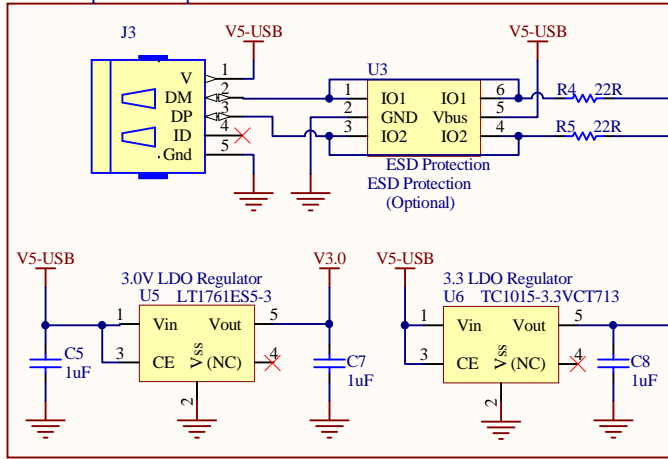 J3
V5-USB
V5-USB
V 1
DM 2
DP 3
ID 4
Gnd 5
U3
1 IO1 IO1 6
2 GND Vbus 5
3 IO2 IO2 4
R4 22R
R5 22R
ESD Protection
ESD Protection
(Optional)
V5-USB
V3.0
V5-USB
3.0V LDO Regulator
U5 LT1761ES5-3
1 Vin Vout 5
3 CE Vss (NC) 4
2
C5
1uF
C7
1uF
3.3 LDO Regulator
U6 TC1015-3.3VCT713
1 Vin Vout 5
3 CE Vss (NC) 4
2
C8
1uF